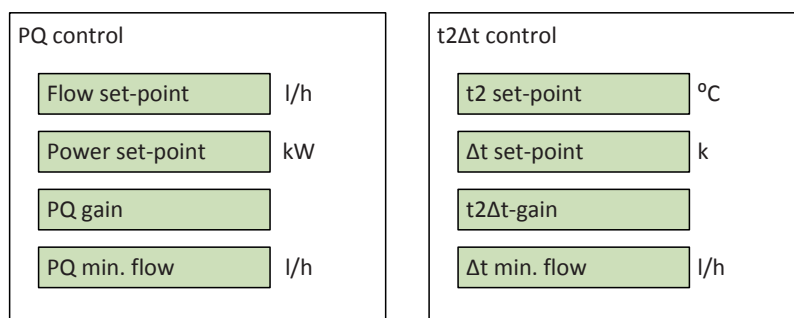 PQ control
Flow set-point l/h
Power set-point kW
PQ gain
PQ min. flow l/h
t2Δt control
t2 set-point ⁰C
Δt set-point k
t2Δt-gain
Δt min. flow l/h